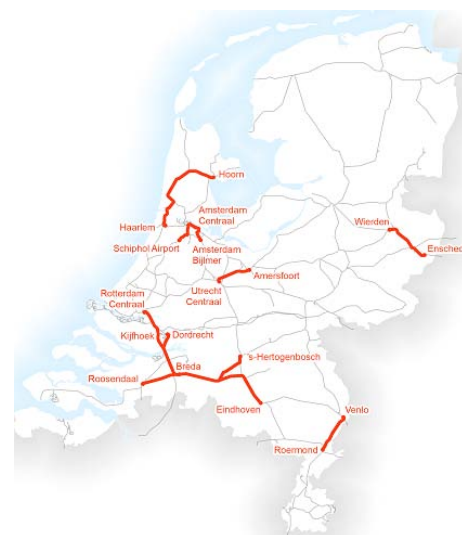 Hoorn
Amsterdam
Centraal
Haarlem
Schiphol Airport
Amsterdam
Bijlmer
Wierden
Ensched
Amersfoort
Utrecht
Centraal
Rotterdam
Centraal
Kijfhoek
Dordrecht
's-Hertogenbosch
Breda
Roosendaal
Eindhoven
Venlo
Roermond